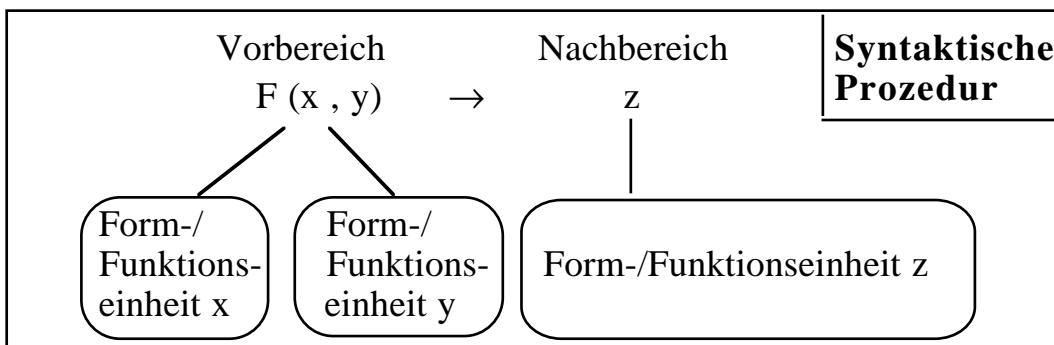 Vorbereich Nachbereich
F (x , y) → z
Syntaktische
Prozedur
Form-/
Funktions-
einheit x
Form-/
Funktions-
einheit y
Form-/Funktionseinheit z